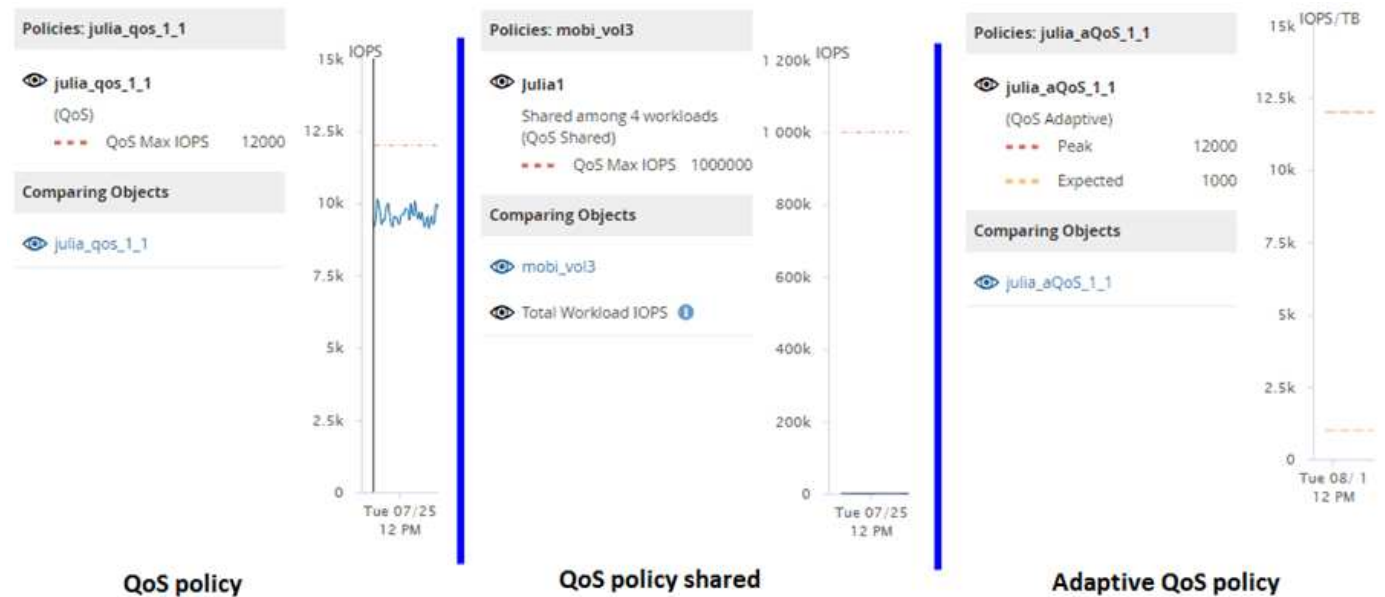 Policies: julia_qos_1_1
julia_qos_1_1
(QoS)
QoS Max IOPS 12000
Comparing Objects
julia_qos_1_1
IOPS
15k
12.5k
10k
7.5k
5k
2.5k
0
Tue 07/25
12 PM
QoS policy
Policies: mobi_vol3
Julia1
Shared among 4 workloads
(QoS Shared)
QoS Max IOPS 1000000
Comparing Objects
mobi_vol3
Total Workload IOPS
IOPS
1 200k
1 000k
800k
600k
400k
200k
0
Tue 07/25
12 PM
QoS policy shared
Policies: julia_aQoS_1_1
julia_aQoS_1_1
(QoS Adaptive)
Peak 12000
Expected 1000
Comparing Objects
julia_aQoS_1_1
IOPS/TB
15k
12.5k
10k
7.5k
5k
2.5k
0
Tue 08/ 1
12 PM
Adaptive QoS policy